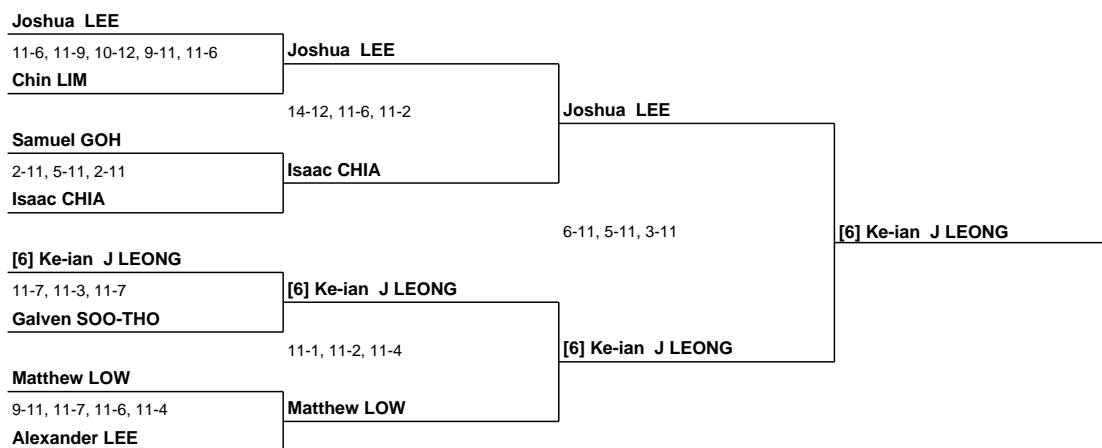 Joshua  LEE
11-6, 11-9, 10-12, 9-11, 11-6
Chin LIM
Joshua  LEE
14-12, 11-6, 11-2
Joshua  LEE
Samuel GOH
2-11, 5-11, 2-11
Isaac CHIA
Isaac CHIA
6-11, 5-11, 3-11
[6] Ke-ian  J LEONG
[6] Ke-ian  J LEONG
11-7, 11-3, 11-7
Galven SOO-THO
[6] Ke-ian  J LEONG
11-1, 11-2, 11-4
[6] Ke-ian  J LEONG
Matthew LOW
9-11, 11-7, 11-6, 11-4
Alexander LEE
Matthew LOW